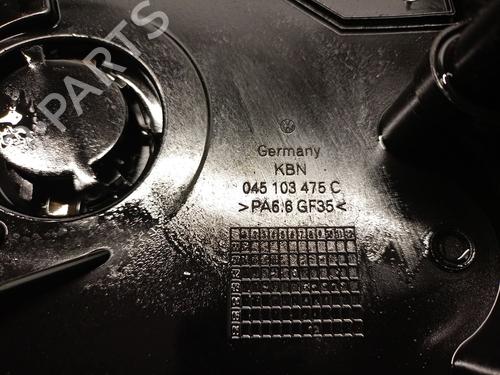 B-PARTS
Germany
KBN
045 103 475 C
>PA6.6 GF35<